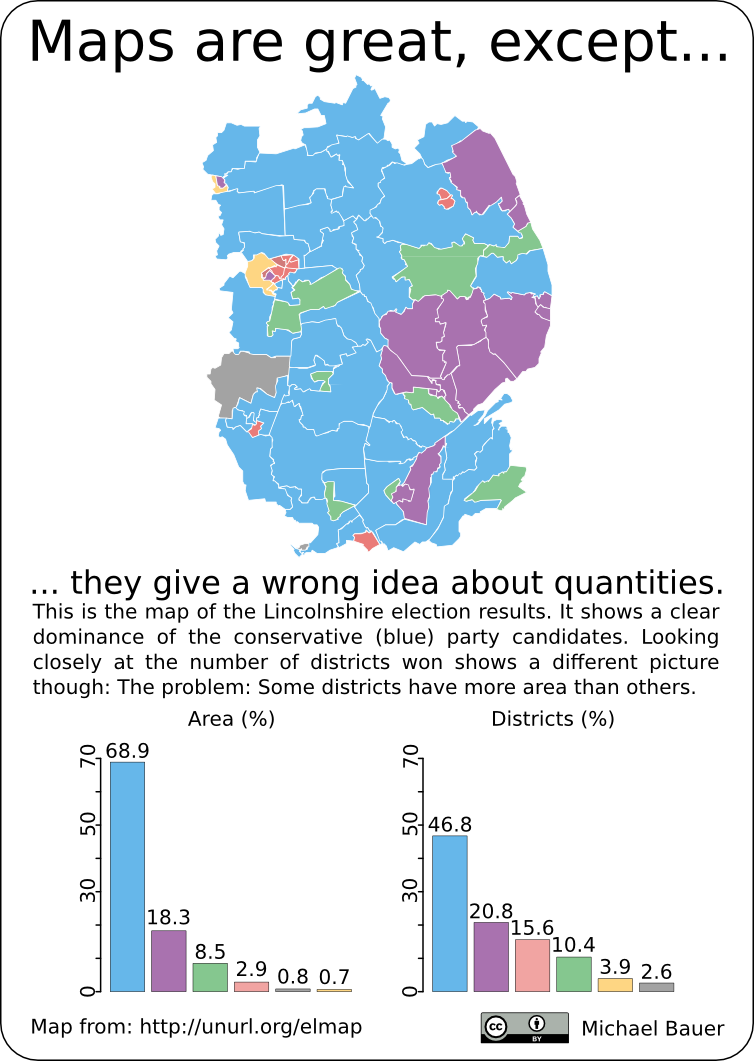 Maps are great, except...
... they give a wrong idea about quantities.
This is the map of the Lincolnshire election results. It shows a clear
dominance of the conservative (blue) party candidates. Looking
closely at the number of districts won shows a different picture
though: The problem: Some districts have more area than others.
Area (%)
0
30
50
70
68.9
18.3
8.5
2.9
0.8
0.7
Districts (%)
0
30
50
70
46.8
20.8
15.6
10.4
3.9
2.6
Map from: http://unurl.org/elmap
cc
BY
Michael Bauer